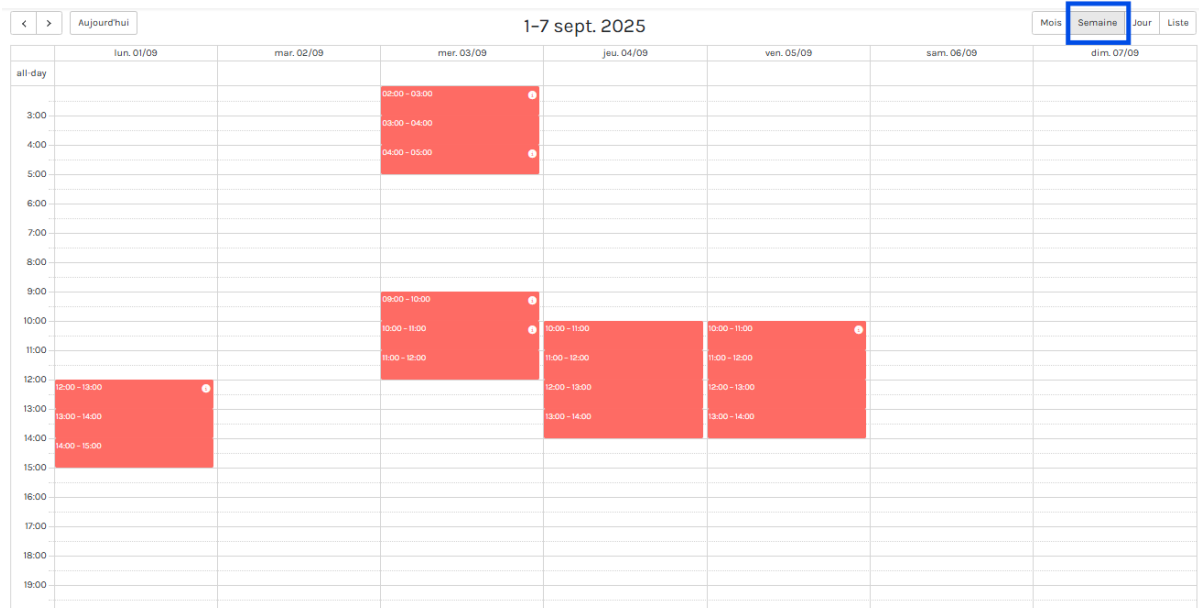 Aujourd'hui
1–7 sept. 2025
Mois Semaine Jour Liste
lun. 01/09 mar. 02/09 mer. 03/09 jeu. 04/09 ven. 05/09 sam. 06/09 dim. 07/09
all-day
02:00 - 03:00
3:00 03:00 - 04:00
4:00 04:00 - 05:00
5:00
6:00
7:00
8:00
9:00 09:00 - 10:00
10:00 10:00 - 11:00 10:00 - 11:00 10:00 - 11:00
11:00 11:00 - 12:00 11:00 - 12:00 11:00 - 12:00
12:00 12:00 - 13:00 12:00 - 13:00 12:00 - 13:00
13:00 13:00 - 14:00 13:00 - 14:00 13:00 - 14:00
14:00 14:00 - 15:00
15:00
16:00
17:00
18:00
19:00